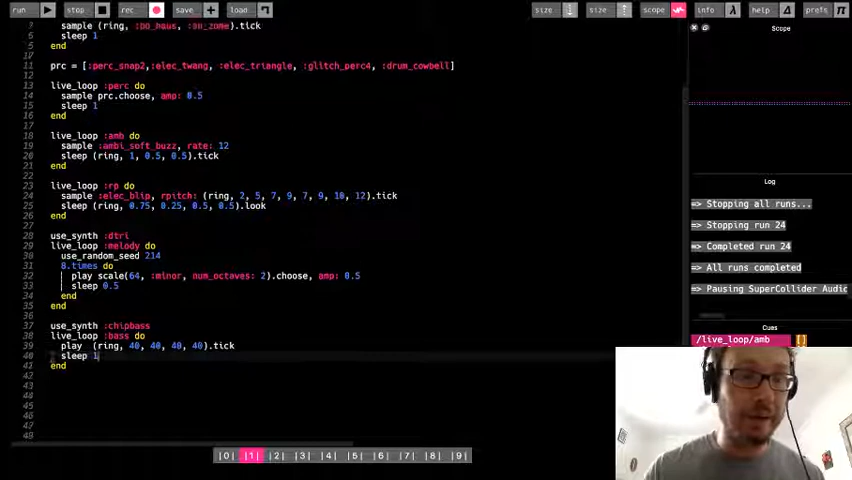 run stop rec save load size size scope info help prefs
sample (ring, :bd_haus, :bd_zome).tick
sleep 1
end
prc = [:perc_snap2,:elec_twang, :elec_triangle, :glitch_perc4, :drum_cowbell]
live_loop :perc do
sample prc.choose, amp: 0.5
sleep 1
end
live_loop :amb do
sample :ambi_soft_buzz, rate: 12
sleep (ring, 1, 0.5, 0.5).tick
end
live_loop :rp do
sample :elec_blip, rpitch: (ring, 2, 5, 7, 9, 7, 9, 10, 12).tick
sleep (ring, 0.75, 0.25, 0.5, 0.5).look
end
use_synth :dtri
live_loop :melody do
use_random_seed 214
8.times do
play scale(64, :minor, num_octaves: 2).choose, amp: 0.5
sleep 0.5
end
end
use_synth :chipbass
live_loop :bass do
play (ring, 40, 40, 40, 40).tick
sleep 1
end
|0| |1| |2| |3| |4| |5| |6| |7| |8| |9|
Scope
Log
=> Stopping all runs...
=> Stopping run 24
=> Completed run 24
=> All runs completed
=> Pausing SuperCollider Audio
Cues
/live_loop/amb []